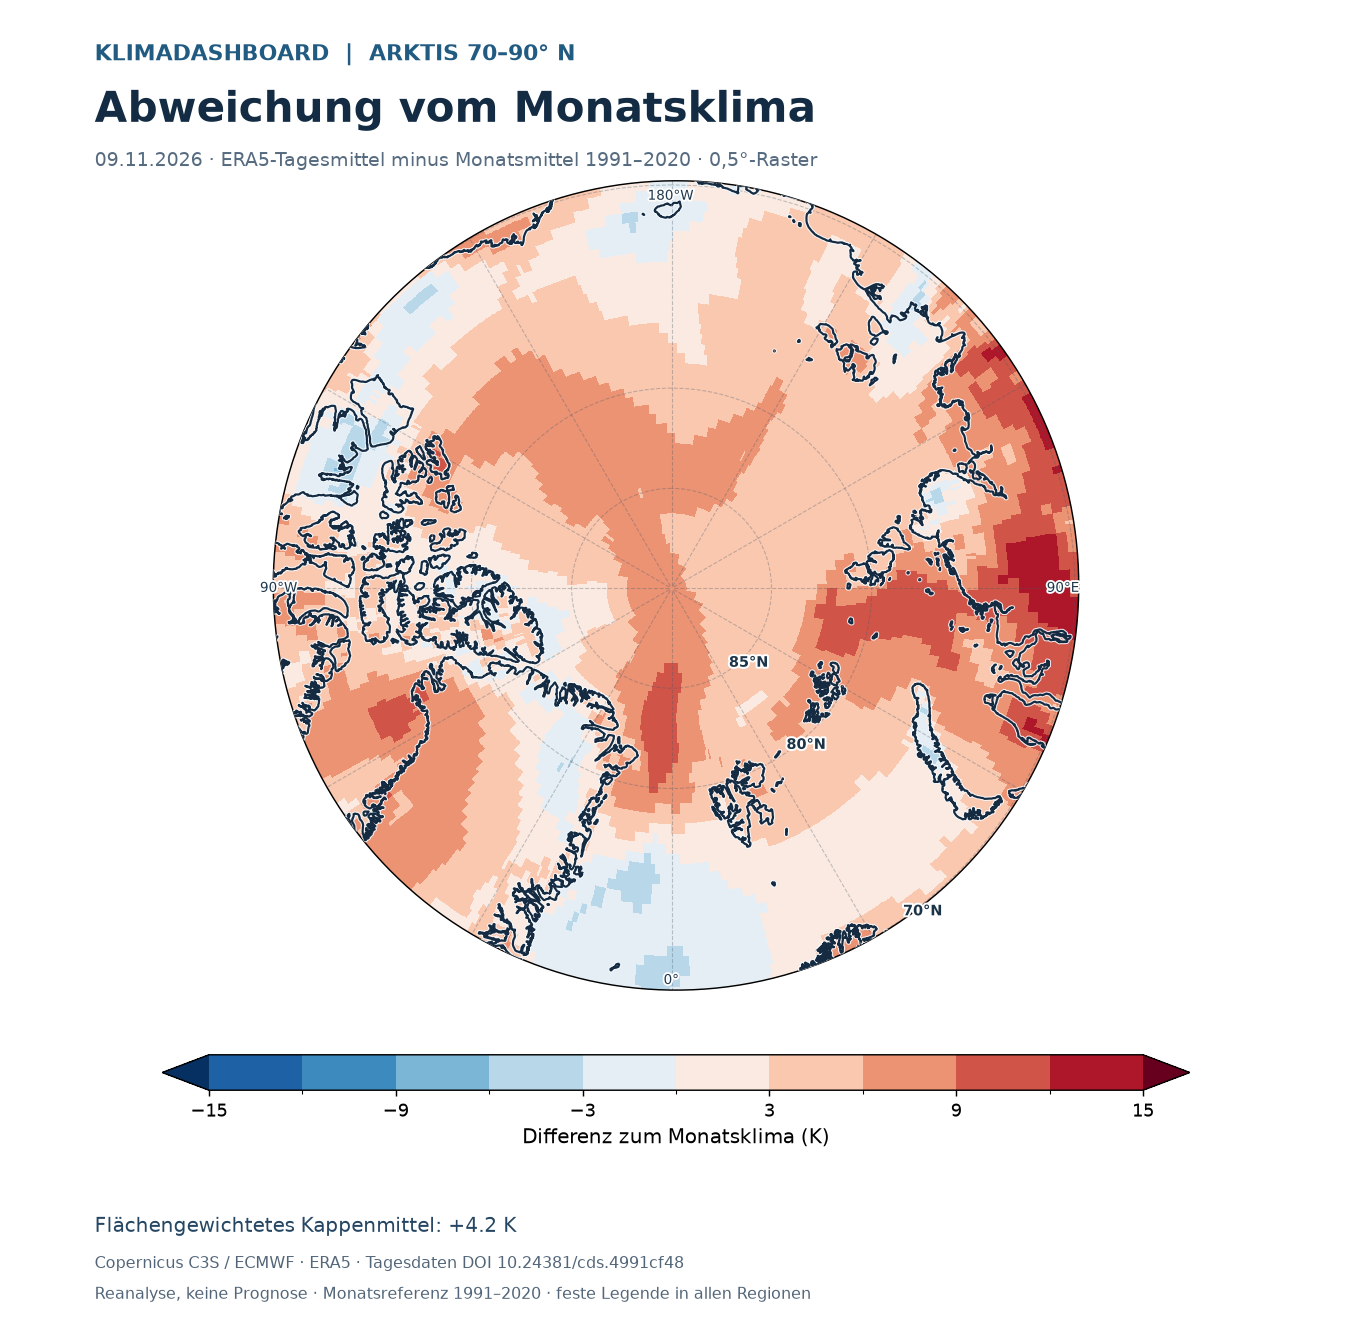 KLIMADASHBOARD | ARKTIS 70–90° N
Abweichung vom Monatsklima
09.11.2026 · ERA5-Tagesmittel minus Monatsmittel 1991–2020 · 0,5°-Raster
180°W
90°W
90°E
85°N
80°N
70°N
0°
−15 −9 −3 3 9 15
Differenz zum Monatsklima (K)
Flächengewichtetes Kappenmittel: +4.2 K
Copernicus C3S / ECMWF · ERA5 · Tagesdaten DOI 10.24381/cds.4991cf48
Reanalyse, keine Prognose · Monatsreferenz 1991–2020 · feste Legende in allen Regionen